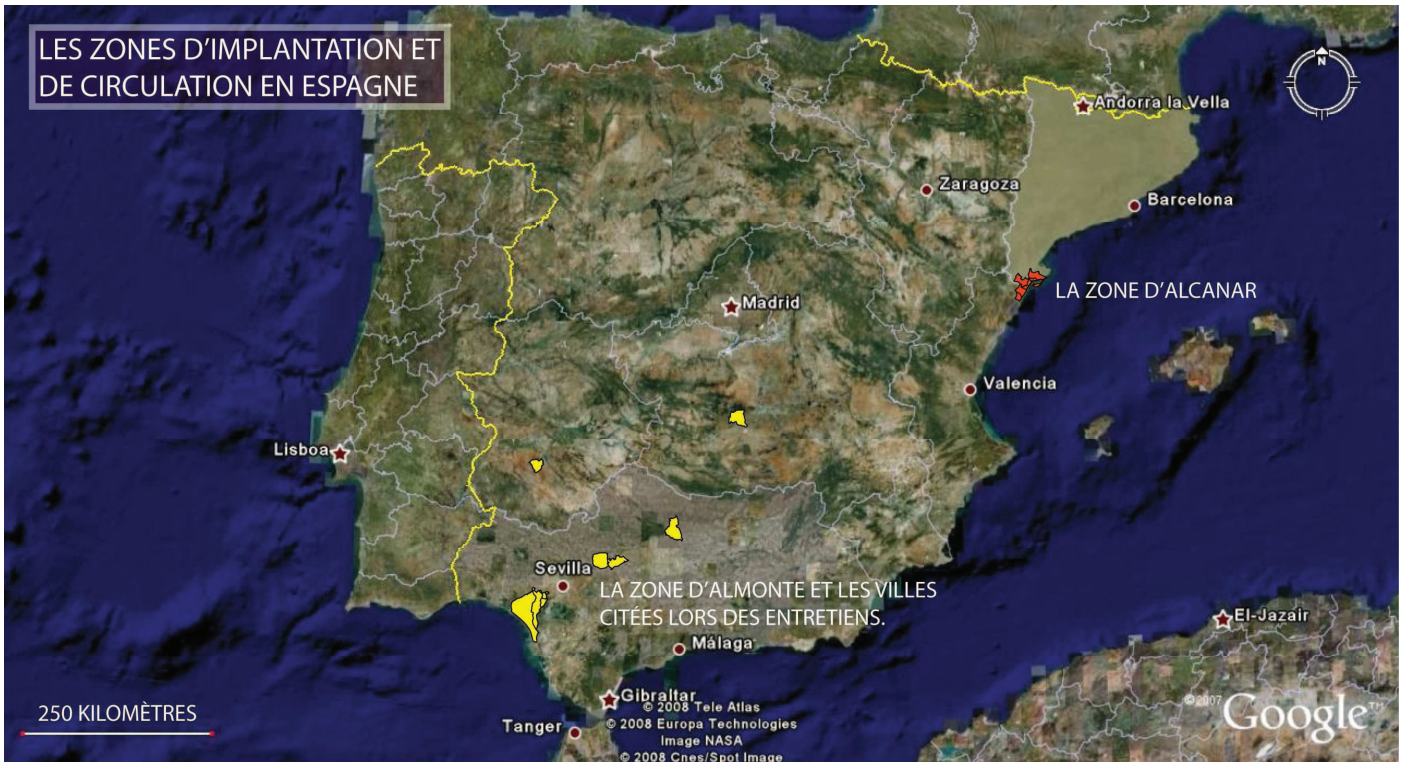 LES ZONES D'IMPLANTATION ET
DE CIRCULATION EN ESPAGNE
N
Andorra la Vella
Zaragoza
Barcelona
LA ZONE D'ALCANAR
Madrid
Valencia
Lisboa
Sevilla
LA ZONE D'ALMONTE ET LES VILLES
CITÉES LORS DES ENTRETIENS.
El-Jazair
Málaga
Gibraltar
250 KILOMÈTRES
Tanger
© 2008 Tele Atlas
© 2008 Europa Technologies
Image NASA
© 2008 Cnes/Spot Image
©2007 Google™